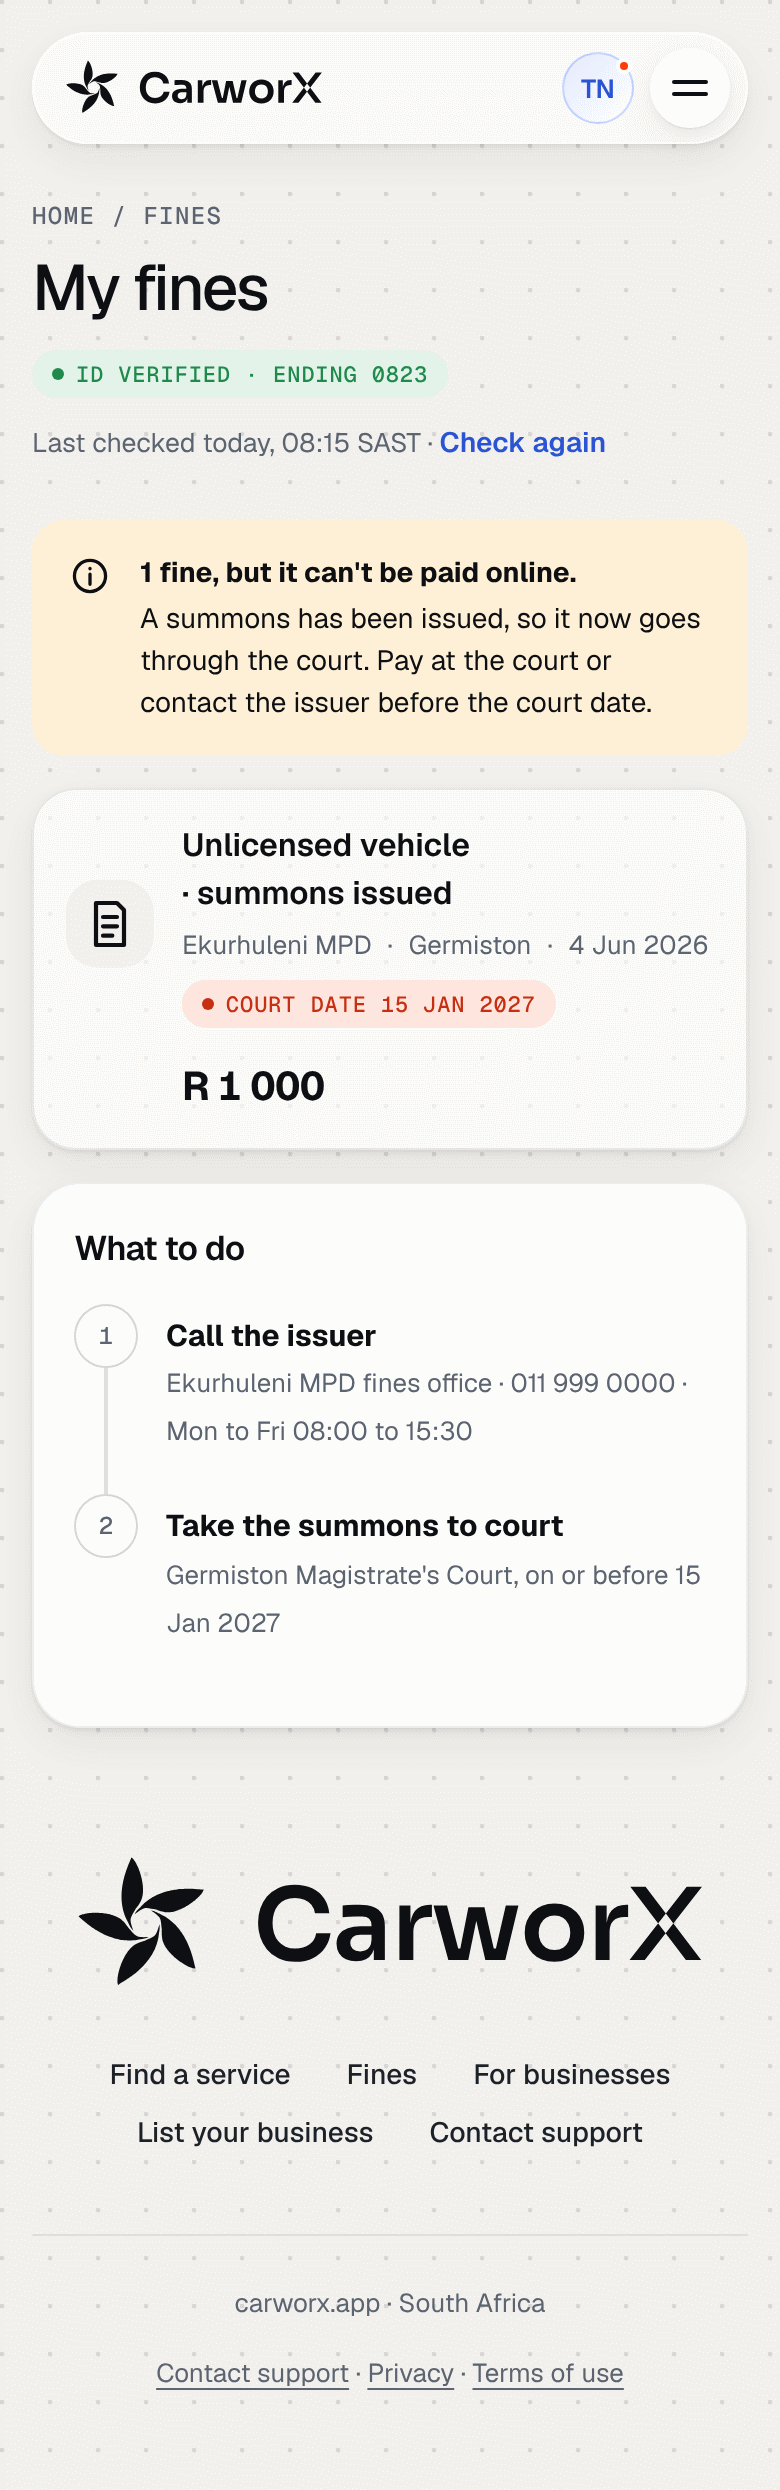 CarworX
TN
HOME / FINES
My fines
ID VERIFIED · ENDING 0823
Last checked today, 08:15 SAST · Check again
1 fine, but it can't be paid online.
A summons has been issued, so it now goes
through the court. Pay at the court or
contact the issuer before the court date.
Unlicensed vehicle
· summons issued
Ekurhuleni MPD · Germiston · 4 Jun 2026
COURT DATE 15 JAN 2027
R 1 000
What to do
1
Call the issuer
Ekurhuleni MPD fines office · 011 999 0000 ·
Mon to Fri 08:00 to 15:30
2
Take the summons to court
Germiston Magistrate's Court, on or before 15
Jan 2027
CarworX
Find a service Fines For businesses
List your business Contact support
carworx.app · South Africa
Contact support · Privacy · Terms of use